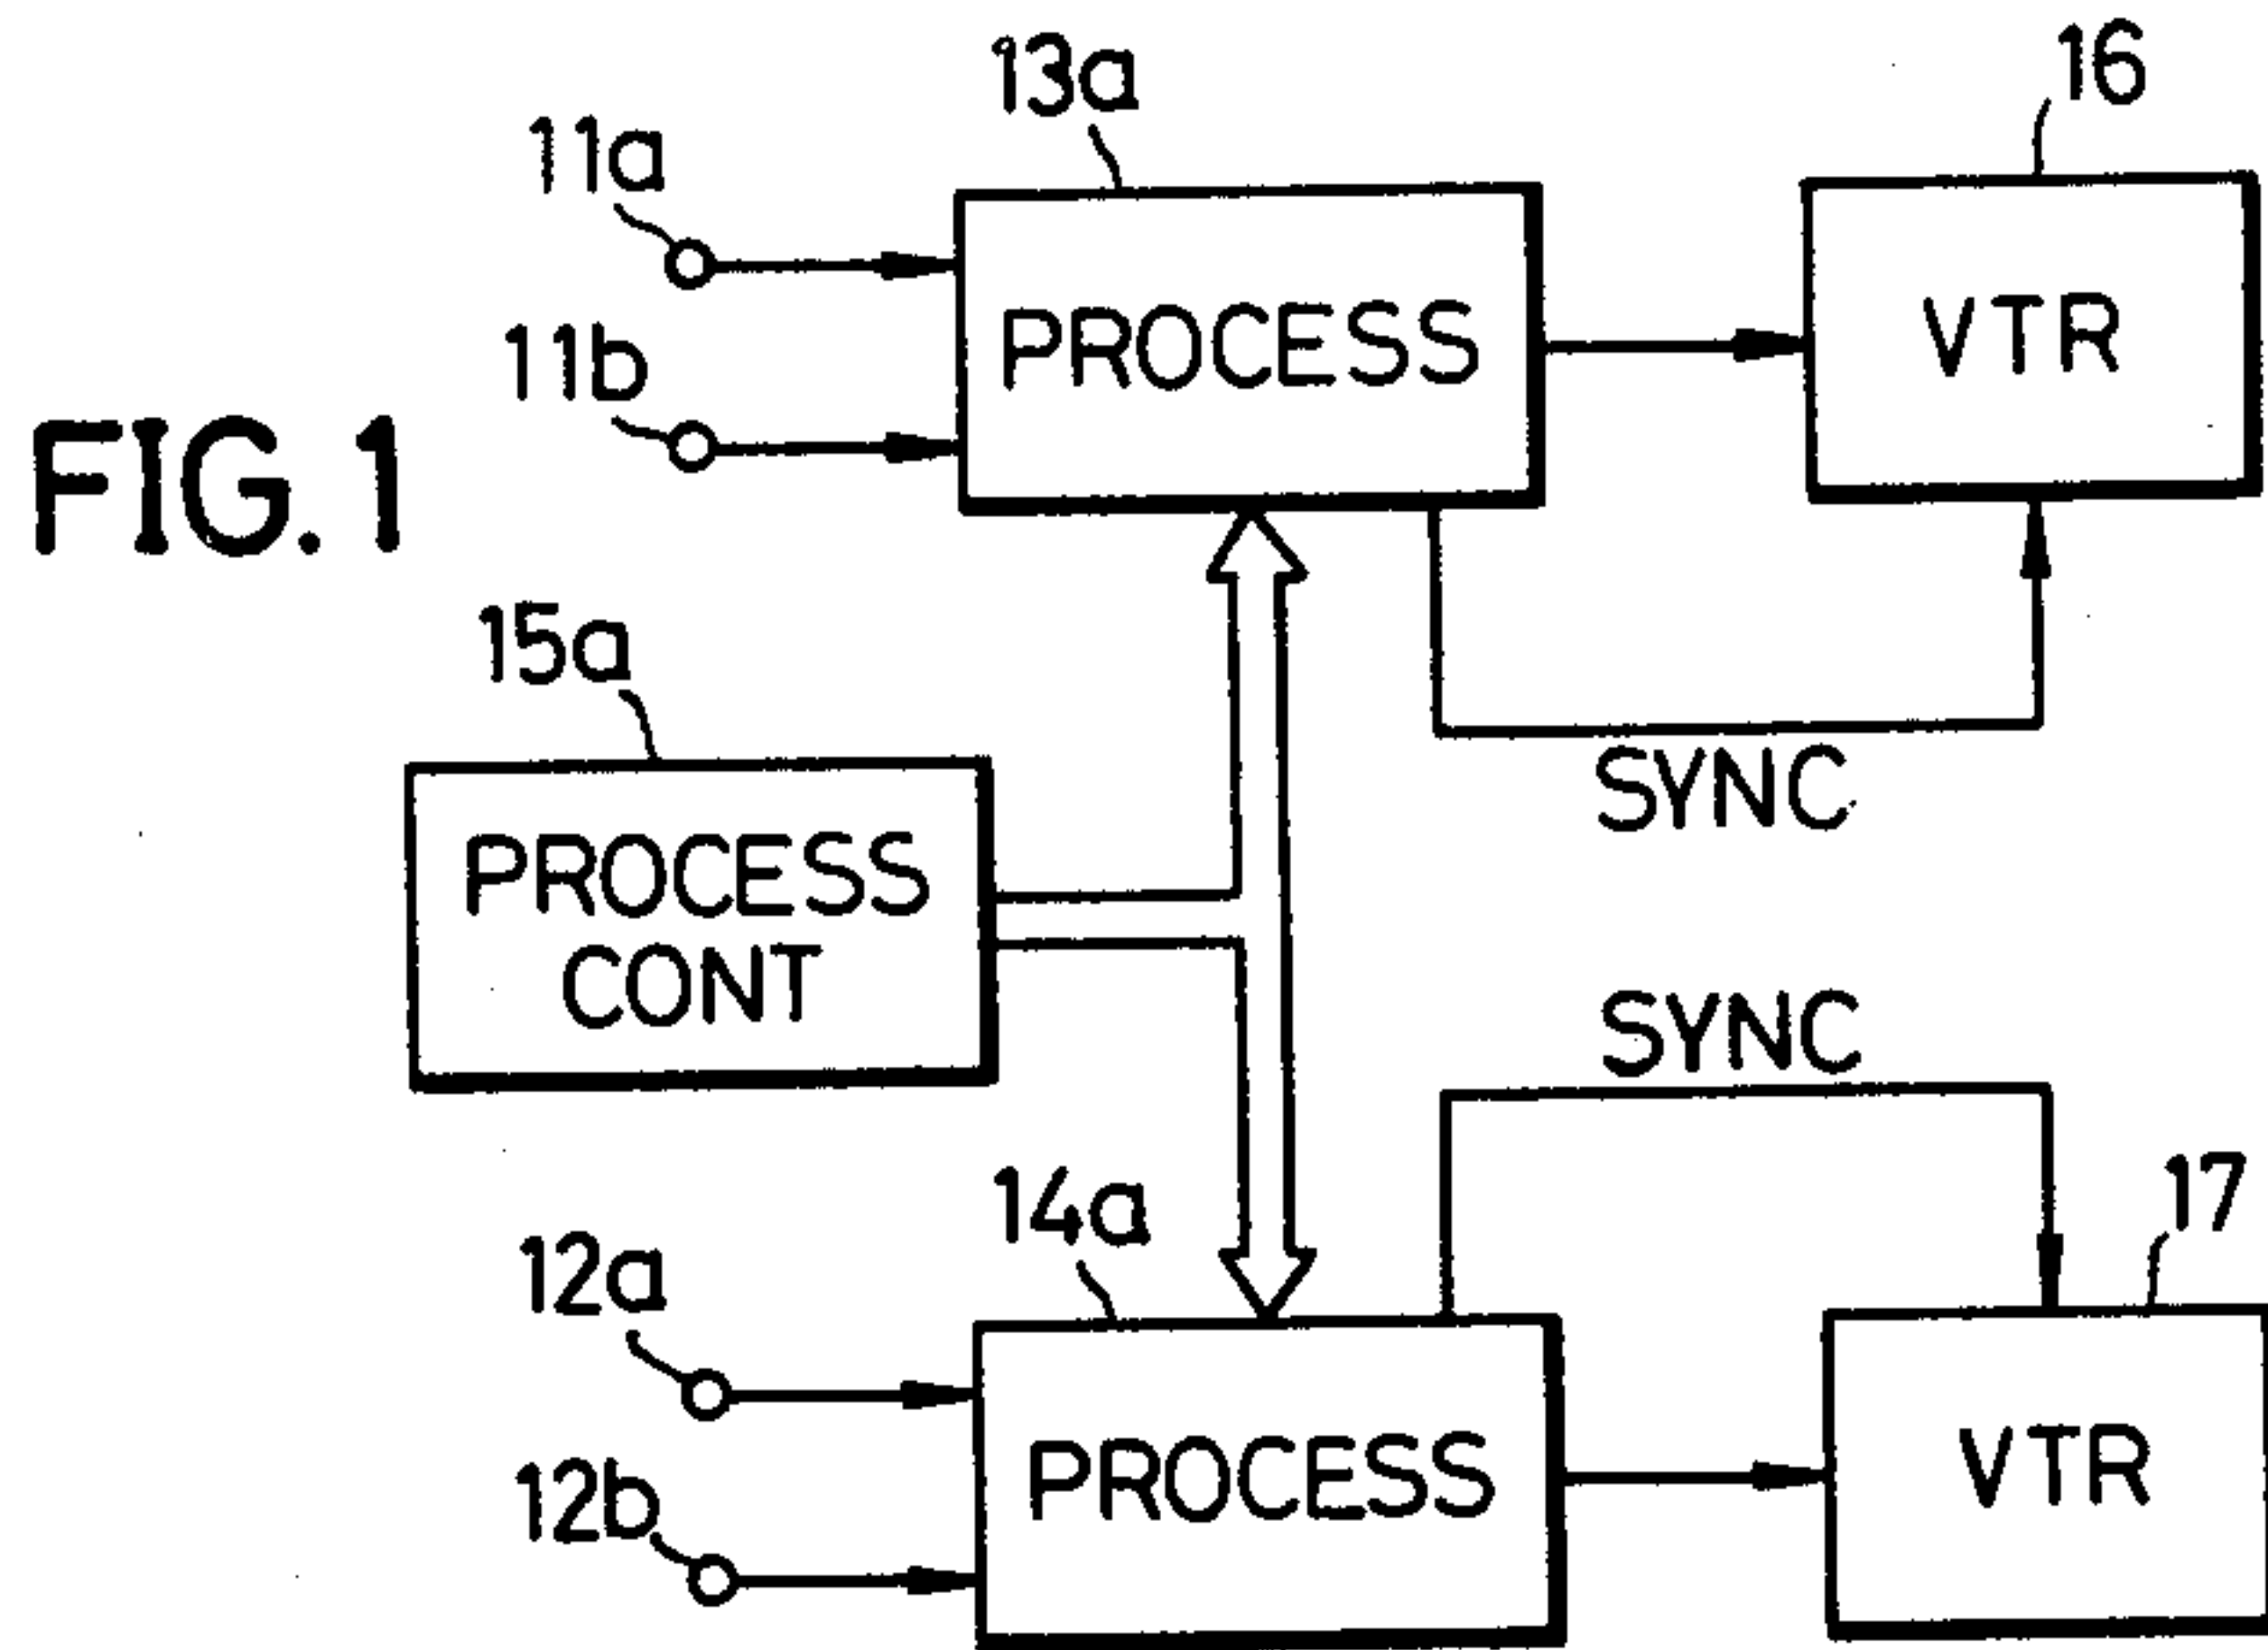 13a
16
11a
PROCESS
VTR
11b
FIG.1
15a
SYNC
PROCESS
CONT
SYNC
14a
17
12a
PROCESS
VTR
12b